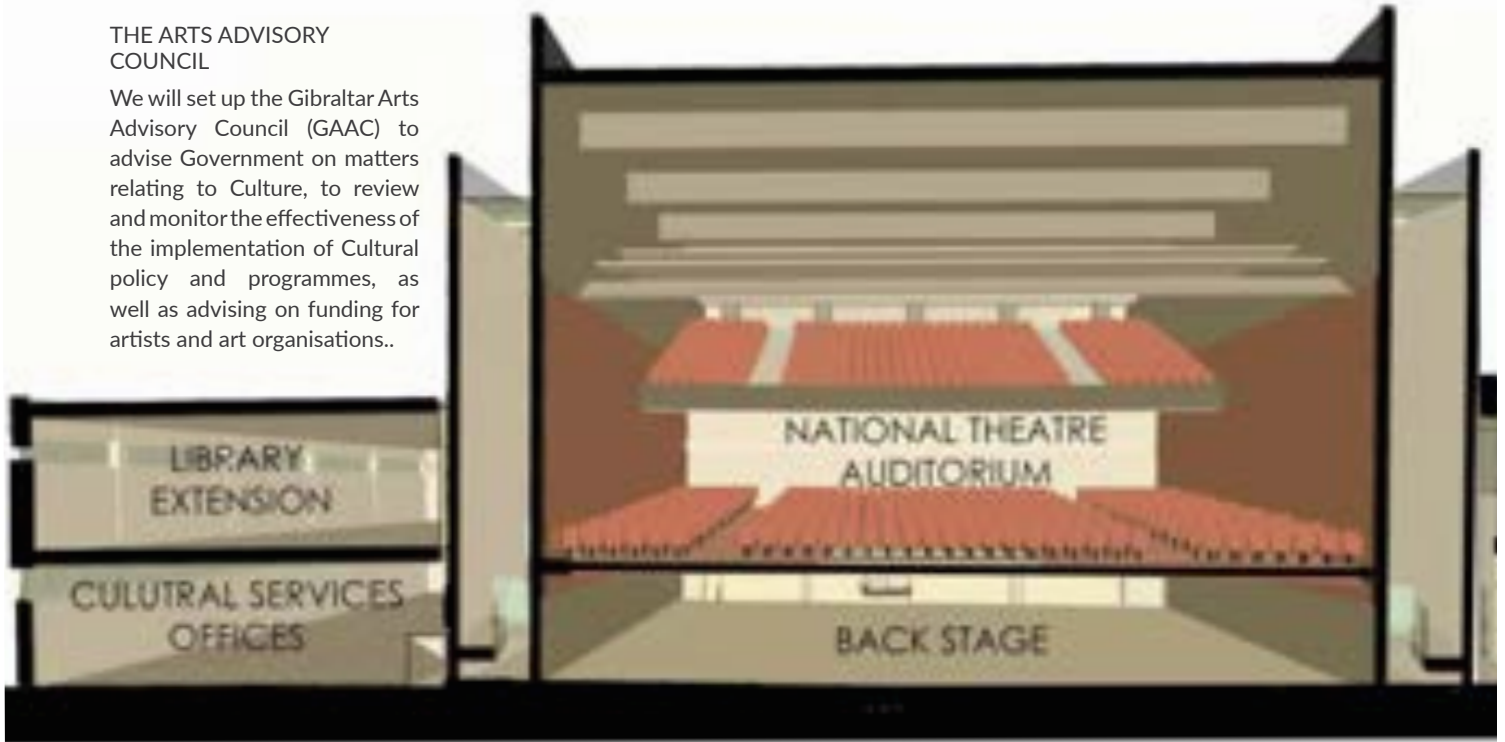 THE ARTS ADVISORY
COUNCIL
We will set up the Gibraltar Arts
Advisory Council (GAAC) to
advise Government on matters
relating to Culture, to review
and monitor the effectiveness of
the implementation of Cultural
policy and programmes, as
well as advising on funding for
artists and art organisations..
NATIONAL THEATRE
AUDITORIUM
LIBRARY
EXTENSION
CULUTRAL SERVICES
OFFICES
BACK STAGE